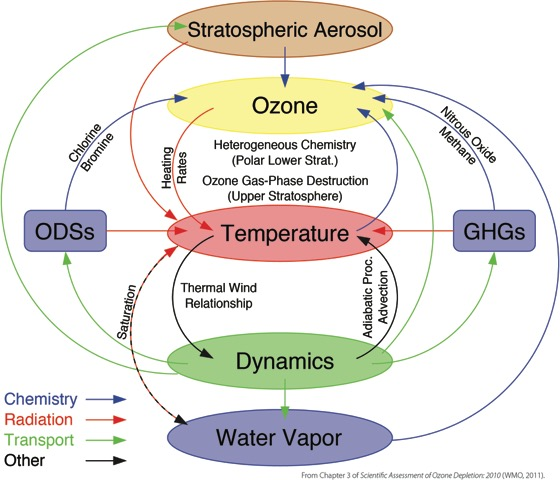 Stratospheric Aerosol
Ozone
Chlorine
Bromine
Nitrous Oxide
Methane
Heating
Rates
Heterogeneous Chemistry
(Polar Lower Strat.)
Ozone Gas-Phase Destruction
(Upper Stratosphere)
ODSs
Temperature
GHGs
Saturation
Thermal Wind
Relationship
Adiabatic Proc.
Advection
Dynamics
Chemistry
Radiation
Transport
Other
Water Vapor
From Chapter 3 of Scientific Assessment of Ozone Depletion: 2010 (WMO, 2011).